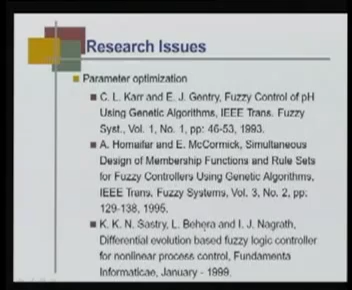 Research Issues
Parameter optimization
C. L. Karr and E. J. Gentry, Fuzzy Control of pH
Using Genetic Algorithms, IEEE Trans. Fuzzy
Syst., Vol. 1, No. 1, pp: 46-53, 1993.
A. Homaifar and E. McCormick, Simultaneous
Design of Membership Functions and Rule Sets
for Fuzzy Controllers Using Genetic Algorithms,
IEEE Trans. Fuzzy Systems, Vol. 3, No. 2, pp:
129-138, 1995.
K. K. N. Sastry, L. Behera and I. J. Nagrath,
Differential evolution based fuzzy logic controller
for nonlinear process control, Fundamenta
Informaticae, January - 1999.